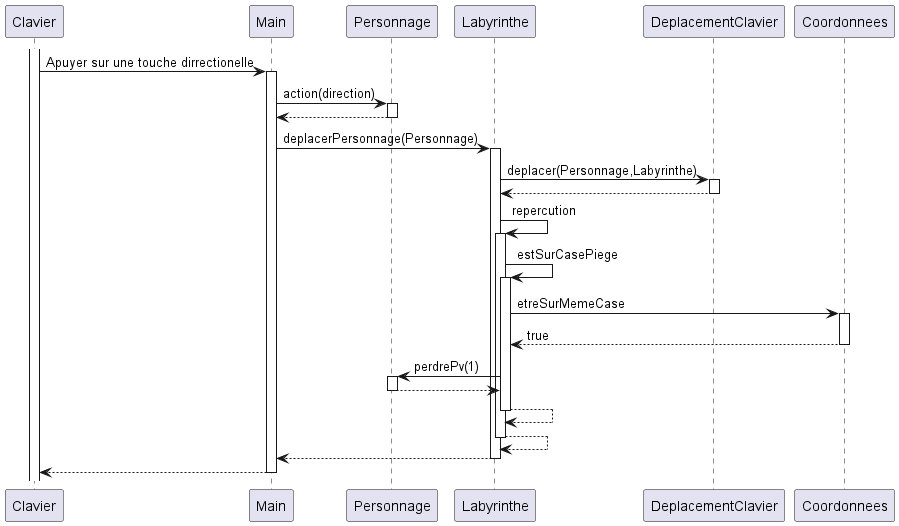 Clavier Main Personnage Labyrinthe DeplacementClavier Coordonnees
Apuyer sur une touche dirrectionelle
action(direction)
deplacerPersonnage(Personnage)
deplacer(Personnage,Labyrinthe)
repercution
estSurCasePiege
etreSurMemeCase
true
perdrePv(1)
Clavier Main Personnage Labyrinthe DeplacementClavier Coordonnees